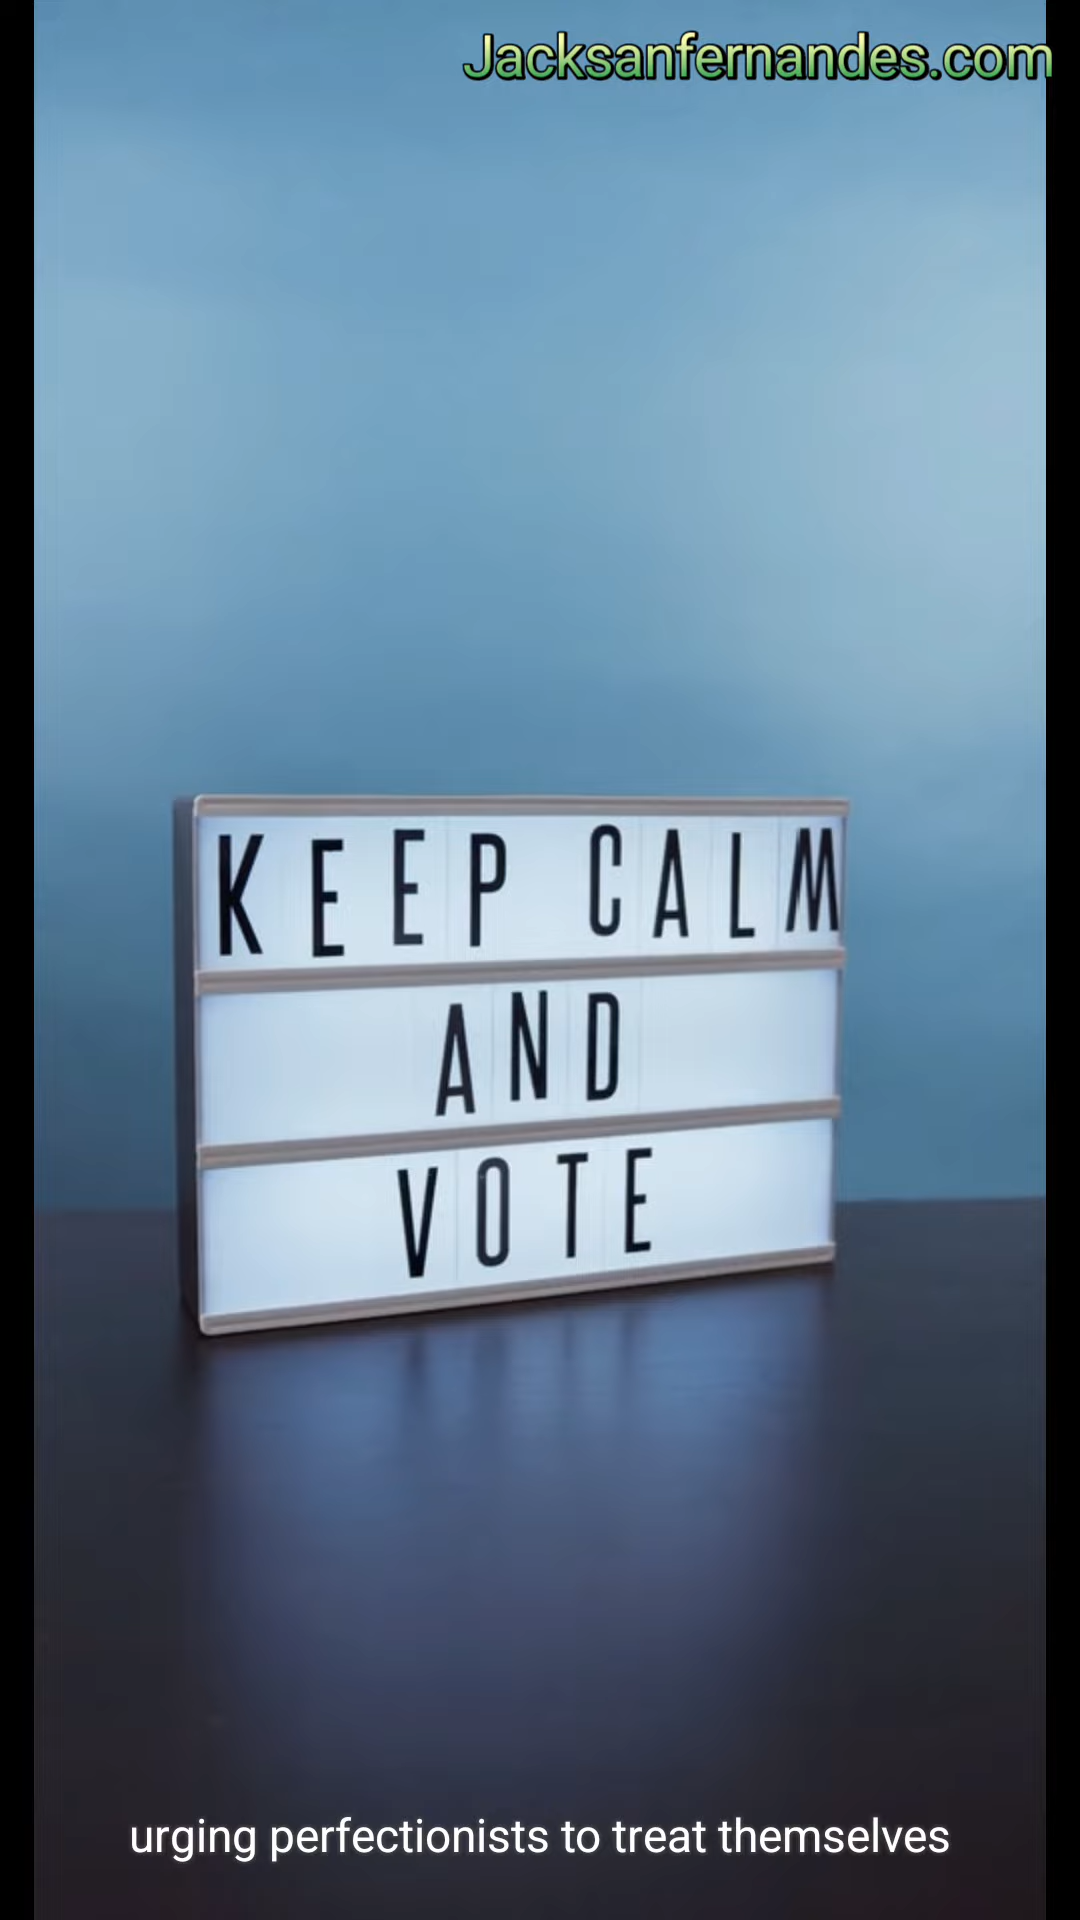 Jacksanfernandes.com
KEEP CALM
AND
VOTE
urging perfectionists to treat themselves